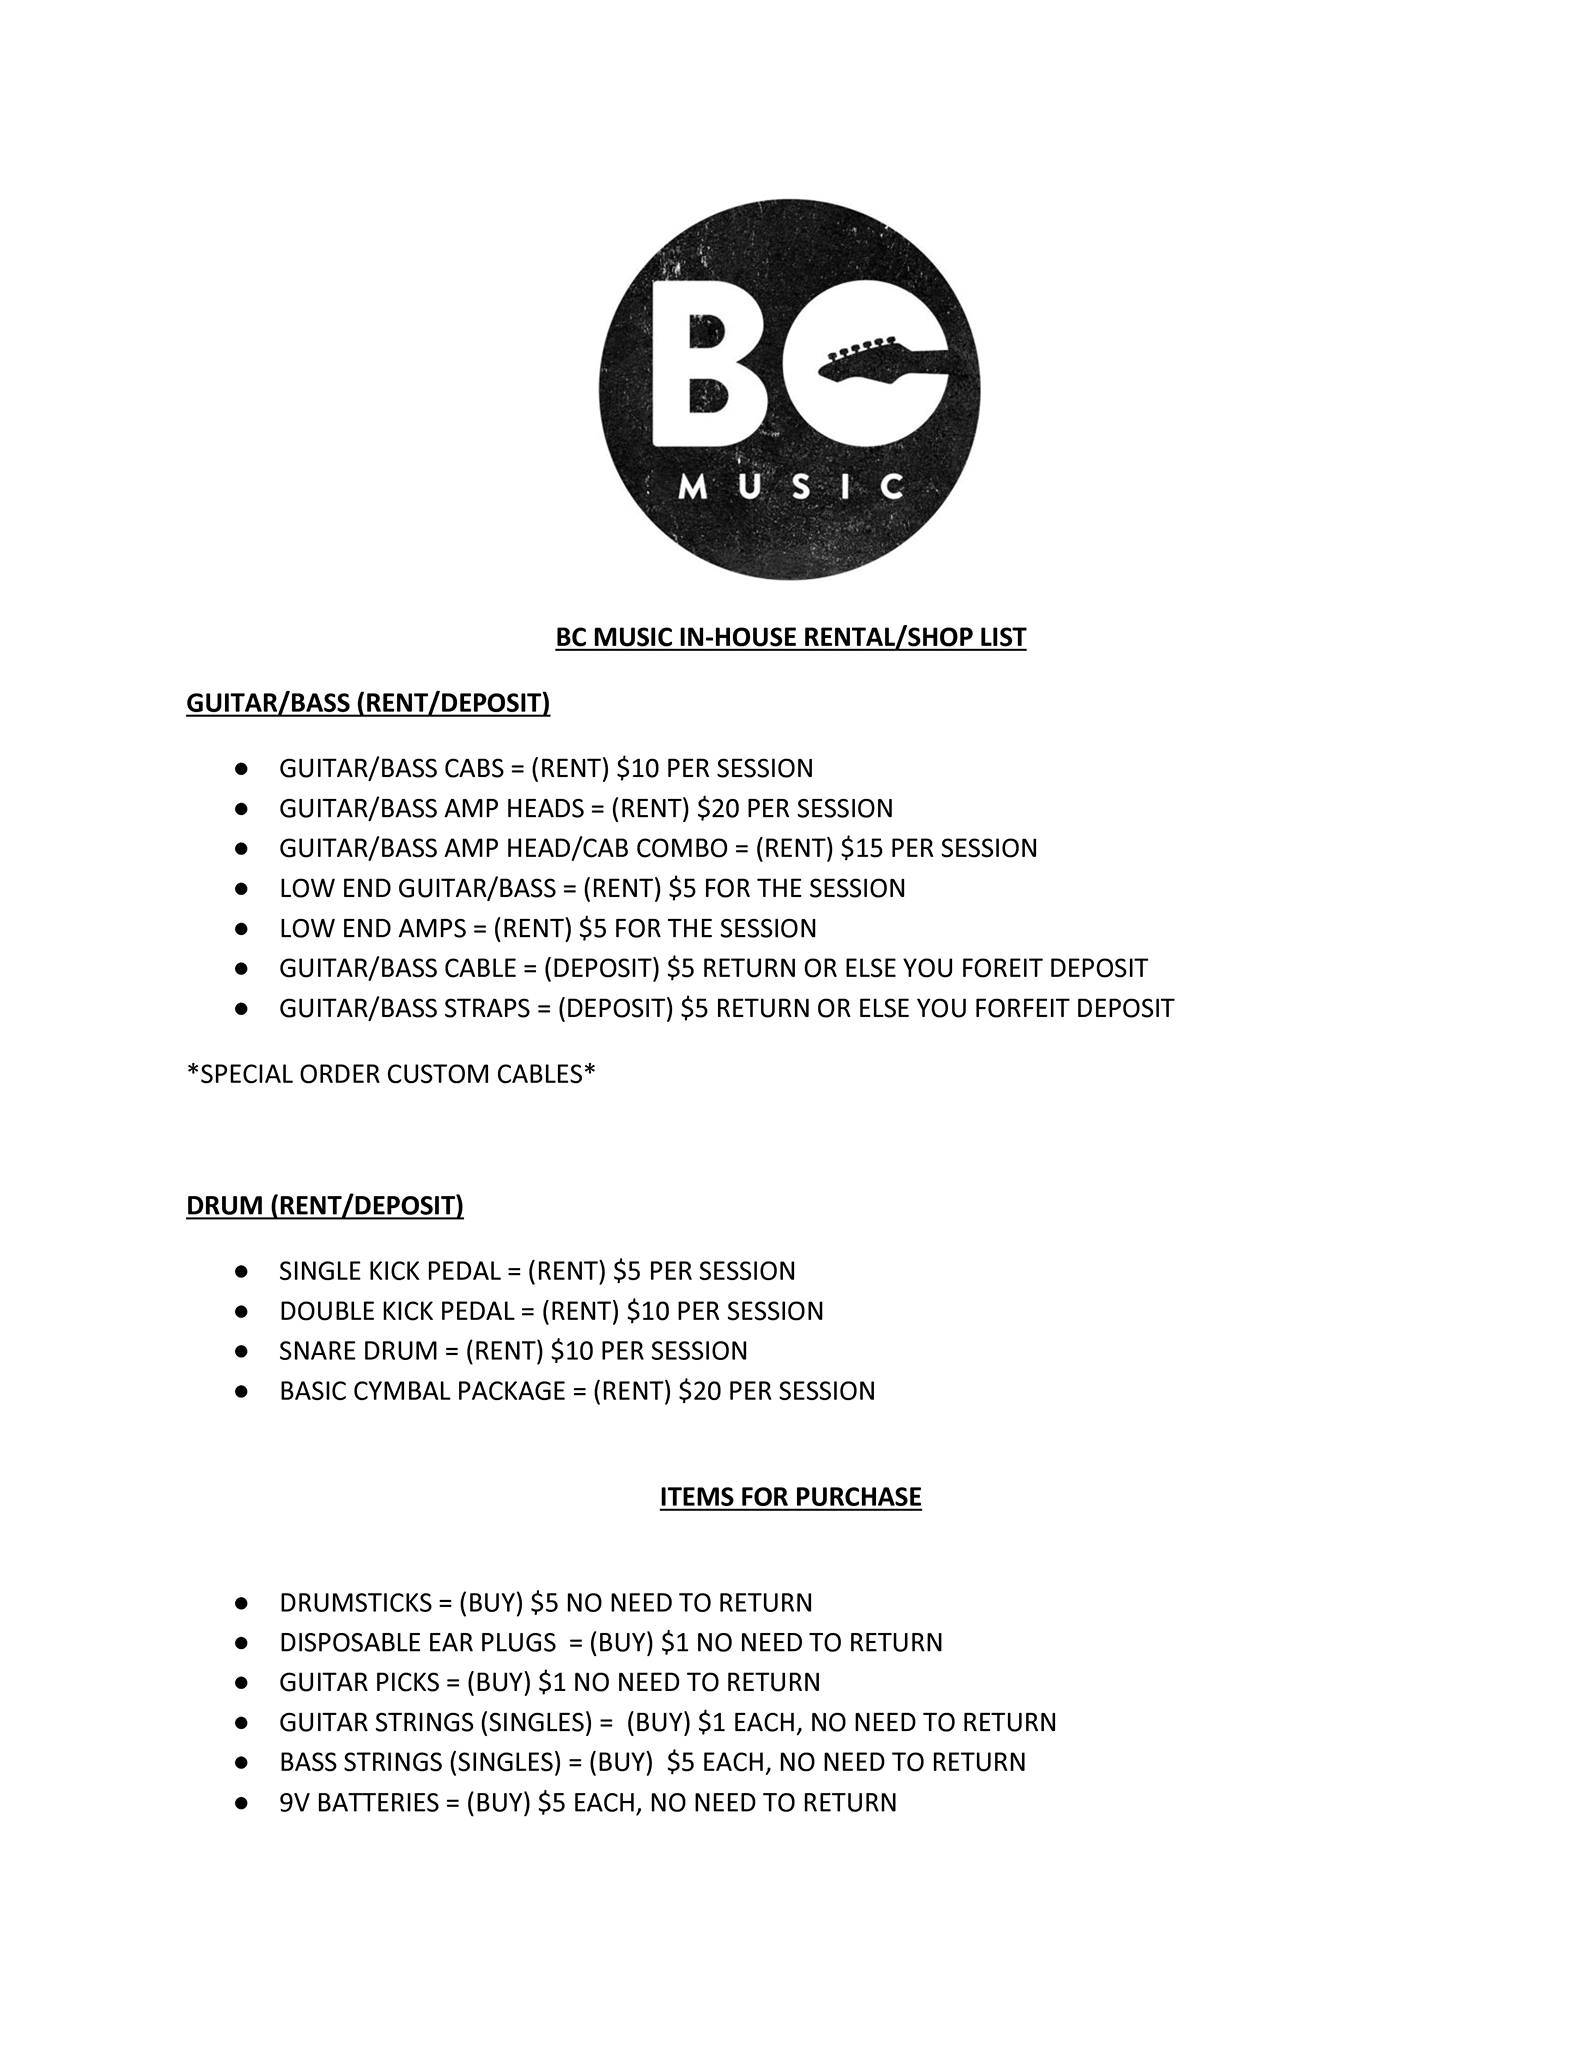 BC
MUSIC
BC MUSIC IN-HOUSE RENTAL/SHOP LIST
GUITAR/BASS (RENT/DEPOSIT)
● GUITAR/BASS CABS = (RENT) $10 PER SESSION
● GUITAR/BASS AMP HEADS = (RENT) $20 PER SESSION
● GUITAR/BASS AMP HEAD/CAB COMBO = (RENT) $15 PER SESSION
● LOW END GUITAR/BASS = (RENT) $5 FOR THE SESSION
● LOW END AMPS = (RENT) $5 FOR THE SESSION
● GUITAR/BASS CABLE = (DEPOSIT) $5 RETURN OR ELSE YOU FOREIT DEPOSIT
● GUITAR/BASS STRAPS = (DEPOSIT) $5 RETURN OR ELSE YOU FORFEIT DEPOSIT
*SPECIAL ORDER CUSTOM CABLES*
DRUM (RENT/DEPOSIT)
● SINGLE KICK PEDAL = (RENT) $5 PER SESSION
● DOUBLE KICK PEDAL = (RENT) $10 PER SESSION
● SNARE DRUM = (RENT) $10 PER SESSION
● BASIC CYMBAL PACKAGE = (RENT) $20 PER SESSION
ITEMS FOR PURCHASE
● DRUMSTICKS = (BUY) $5 NO NEED TO RETURN
● DISPOSABLE EAR PLUGS  = (BUY) $1 NO NEED TO RETURN
● GUITAR PICKS = (BUY) $1 NO NEED TO RETURN
● GUITAR STRINGS (SINGLES) =  (BUY) $1 EACH, NO NEED TO RETURN
● BASS STRINGS (SINGLES) = (BUY)  $5 EACH, NO NEED TO RETURN
● 9V BATTERIES = (BUY) $5 EACH, NO NEED TO RETURN